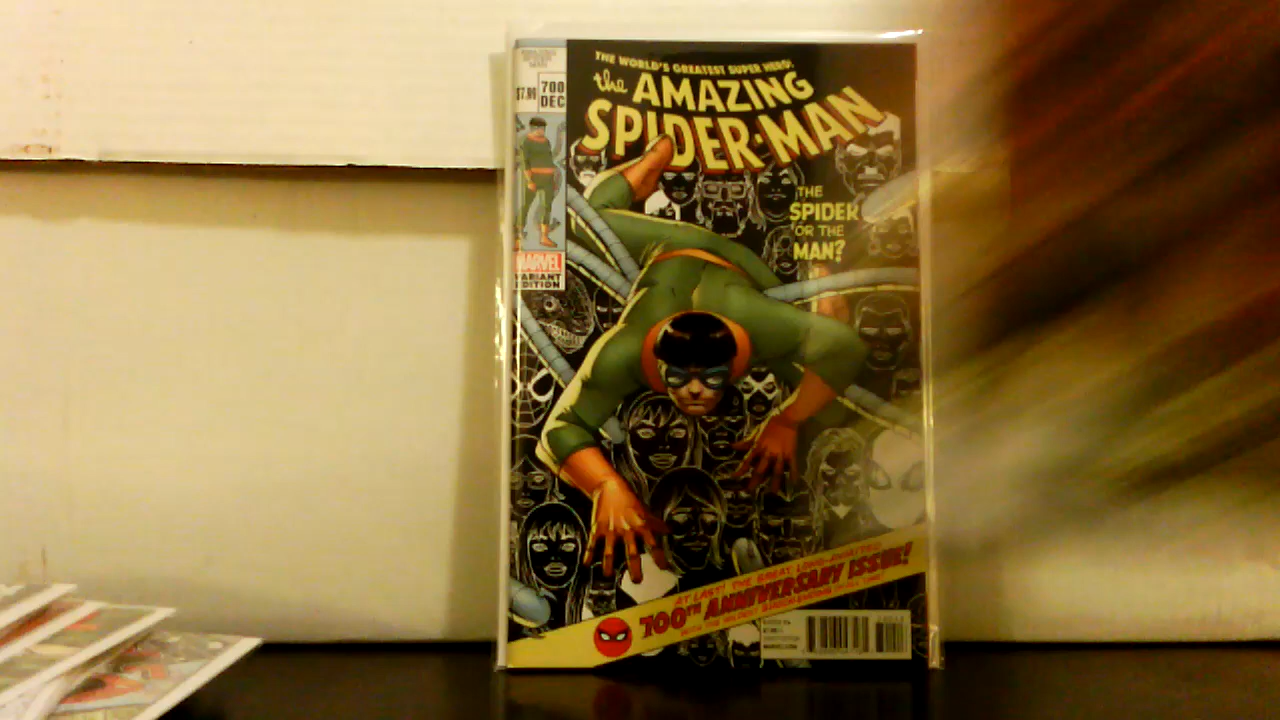 THE WORLD'S GREATEST SUPER HERO!
the AMAZING
SPIDER-MAN
$7.99
700
DEC
MARVEL
VARIANT
EDITION
THE
SPIDER
OR THE
MAN?
AT LAST! THE GREAT, LONG-AWAITED
700TH ANNIVERSARY ISSUE!